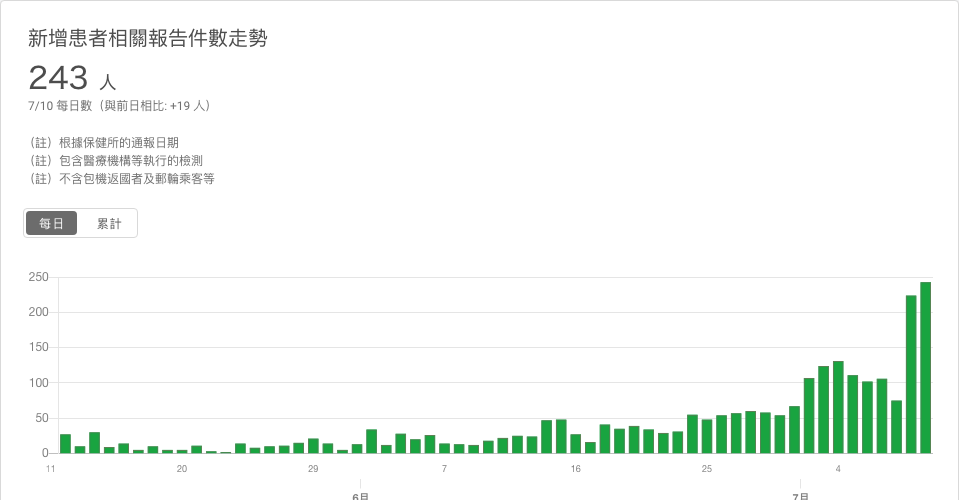 新增患者相關報告件數走勢
243 人
7/10 每日數（與前日相比: +19 人）
（註）根據保健所的通報日期
（註）包含醫療機構等執行的檢測
（註）不含包機返國者及郵輪乘客等
每日 累計
250
200
150
100
50
0
11 20 29 7 16 25 4
6月 7月